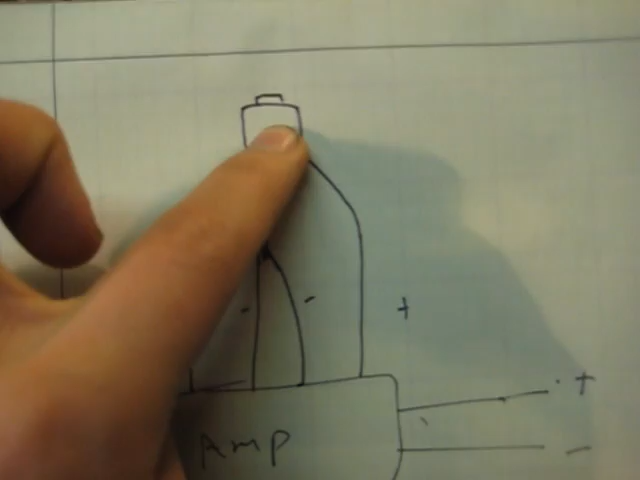 - - +
+
AMP
-